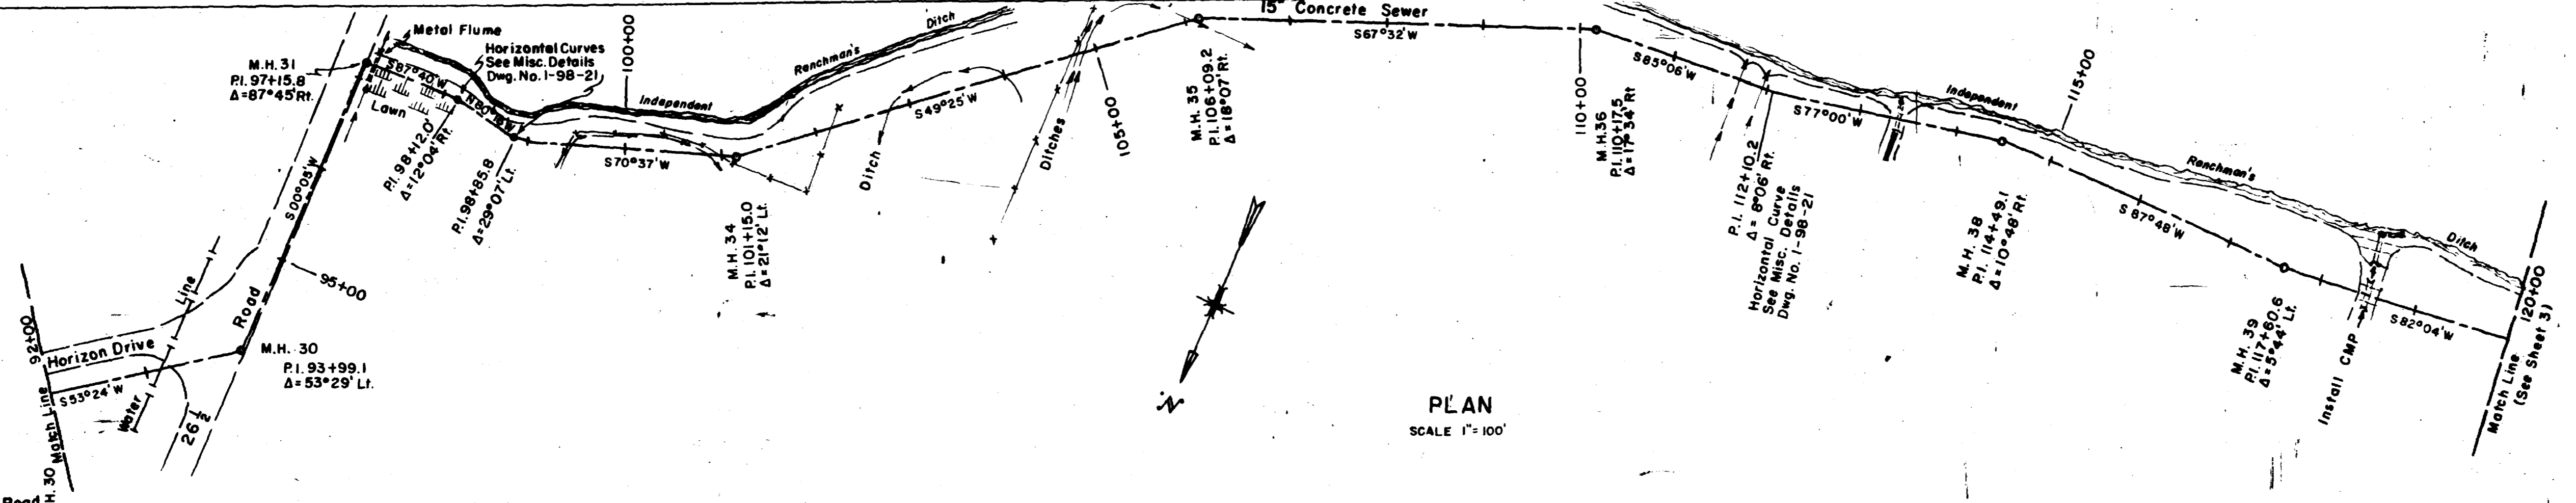 15" Concrete Sewer
Metal Flume
Horizontal Curves
See Misc. Details
Dwg. No. 1-98-21
100+00
Independent
Ranchman's
Ditch
M.H. 31
P.I. 97+15.8
Δ=87°45' Rt.
S87°40'W
Lawn
N80°16'W
P.I. 98+12.0
Δ=12°04' Rt.
P.I. 98+85.8
Δ=29°07' Lt.
S70°37'W
S00°05'W
M.H. 34
P.I. 101+15.0
Δ=21°12' Lt.
Ditch
S49°25'W
Ditches
105+00
M.H. 35
P.I. 106+09.2
Δ=18°07' Rt.
S67°32'W
110+00
M.H. 36
P.I. 110+17.5
Δ=17°34' Rt
S85°06'W
P.I. 112+10.2
Δ= 8°06' Rt.
Horizontal Curve
See Misc. Details
Dwg. No. 1-98-21
S77°00'W
Independent
115+00
M.H. 38
P.I. 114+49.1
Δ=10°48' Rt.
Ranchman's
S 87°48'W
Ditch
M.H. 39
P.I. 117+60.6
Δ=5°44' Lt.
Install CMP
S82°04'W
120+00
Match Line
(See Sheet 3)
92+00
Horizon Drive
S53°24'W
Match Line
Water Line
Road
26 1/2
95+00
M.H. 30
P.I. 93+99.1
Δ=53°29' Lt.
N
PLAN
SCALE 1"=100'
Road
H. 30